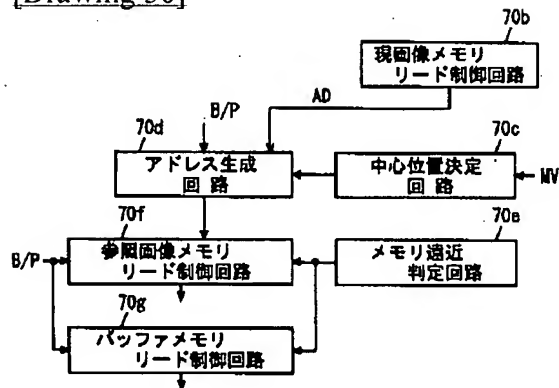 [Drawing 36]
70b
現画像メモリ
リード制御回路
AD
B/P
70d
70c
アドレス生成
回 路
中心位置決定
回 路
MV
70f
70e
B/P
参照画像メモリ
リード制御回路
メモリ遠近
判定回路
70g
バッファメモリ
リード制御回路